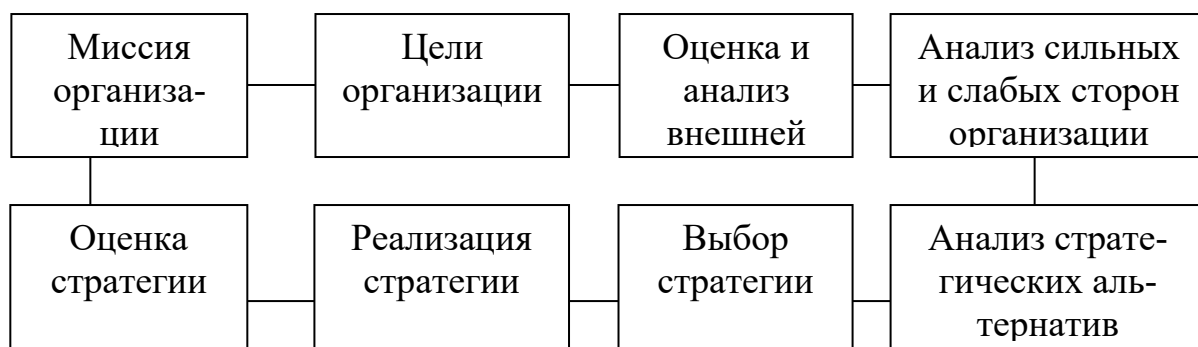 Миссия
организа-
ции
Цели
организации
Оценка и
анализ
внешней
Анализ сильных
и слабых сторон
организации
Оценка
стратегии
Реализация
стратегии
Выбор
стратегии
Анализ страте-
гических аль-
тернатив